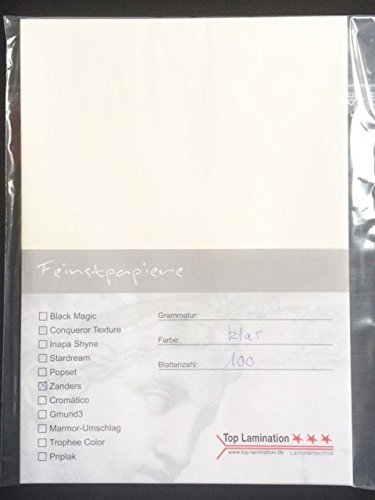 Feinstpapiere
Black Magic
Conqueror Texture
Inapa Shyne
Stardream
Popset
Zanders
Cromático
Gmund3
Marmor-Umschlag
Trophee Color
Priplak
Grammatur:
Farbe: klar
Blattanzahl: 100
Top Lamination
www.top-lamination.de Laminiertechnik